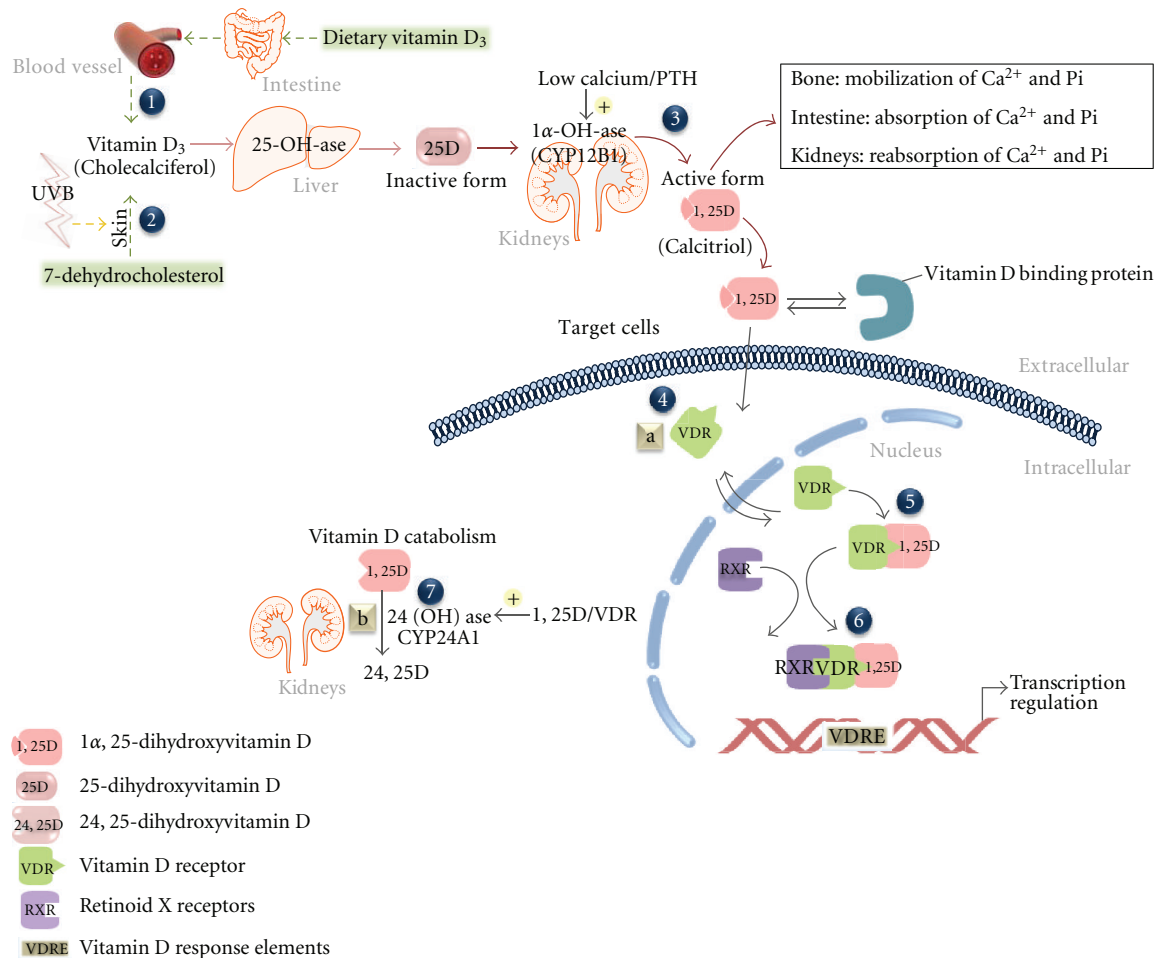 Dietary vitamin D3
Blood vessel
Intestine
1
Low calcium/PTH
+
Bone: mobilization of Ca2+ and Pi
Intestine: absorption of Ca2+ and Pi
Kidneys: reabsorption of Ca2+ and Pi
Vitamin D3
(Cholecalciferol)
25-OH-ase
Liver
25D
Inactive form
1α-OH-ase
(CYP12B1)
3
Kidneys
Active form
1, 25D
(Calcitriol)
UVB
Skin
2
7-dehydrocholesterol
1, 25D
Vitamin D binding protein
Target cells
Extracellular
Intracellular
4
a
VDR
Nucleus
VDR
5
VDR
1, 25D
RXR
6
RXR
VDR
1,25D
VDRE
Transcription
regulation
Vitamin D catabolism
1, 25D
7
b
24 (OH) ase
CYP24A1
+
1, 25D/VDR
24, 25D
Kidneys
1, 25D
1α, 25-dihydroxyvitamin D
25D
25-dihydroxyvitamin D
24, 25D
24, 25-dihydroxyvitamin D
VDR
Vitamin D receptor
RXR
Retinoid X receptors
VDRE
Vitamin D response elements